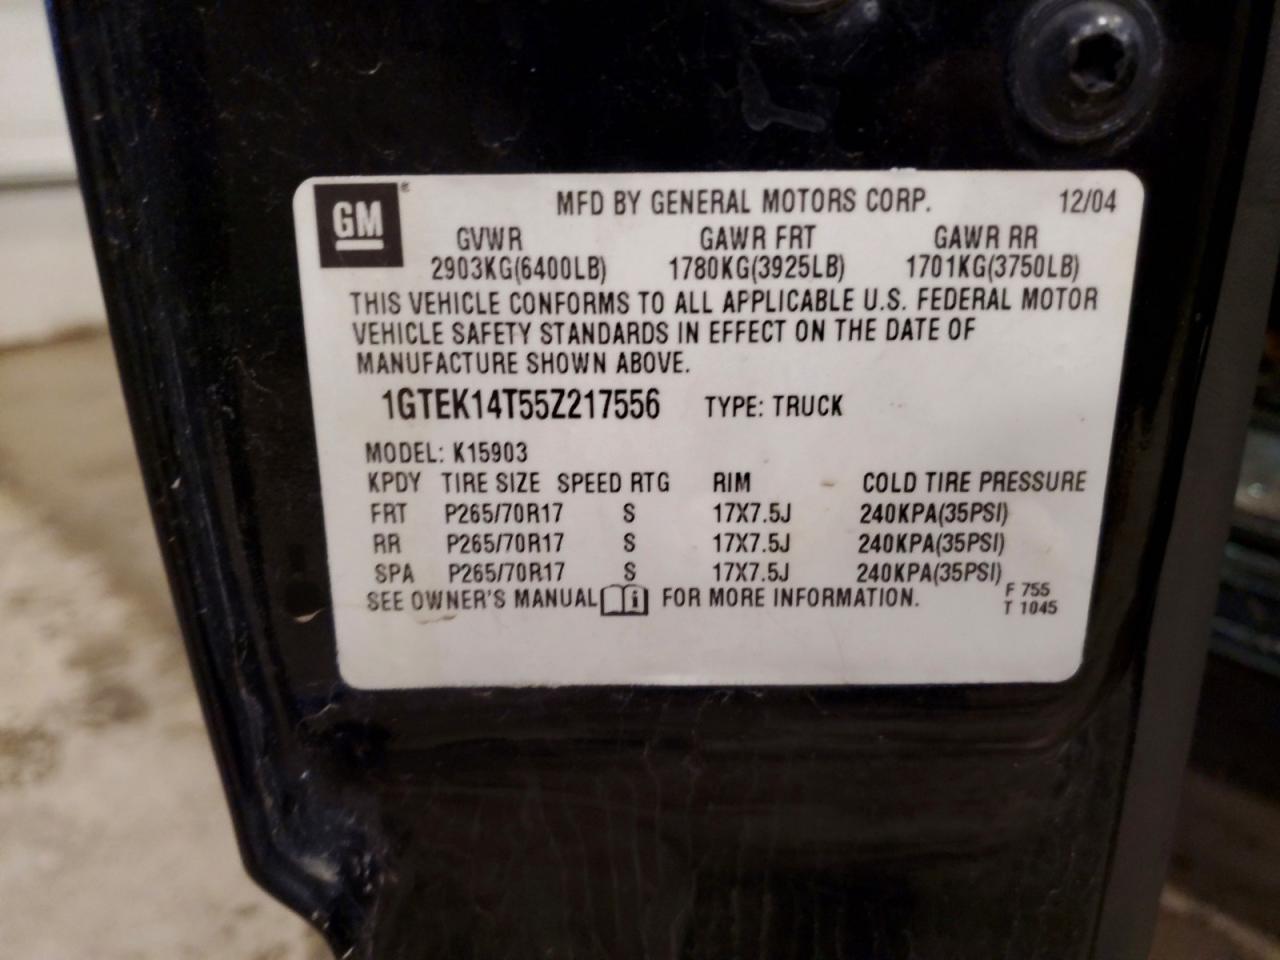 GM ®
MFD BY GENERAL MOTORS CORP. 12/04
GVWR GAWR FRT GAWR RR
2903KG(6400LB) 1780KG(3925LB) 1701KG(3750LB)
THIS VEHICLE CONFORMS TO ALL APPLICABLE U.S. FEDERAL MOTOR
VEHICLE SAFETY STANDARDS IN EFFECT ON THE DATE OF
MANUFACTURE SHOWN ABOVE.
1GTEK14T55Z217556 TYPE: TRUCK
MODEL: K15903
KPDY TIRE SIZE SPEED RTG RIM COLD TIRE PRESSURE
FRT P265/70R17 S 17X7.5J 240KPA(35PSI)
RR P265/70R17 S 17X7.5J 240KPA(35PSI)
SPA P265/70R17 S 17X7.5J 240KPA(35PSI)
SEE OWNER'S MANUAL i FOR MORE INFORMATION.
F 755
T 1045